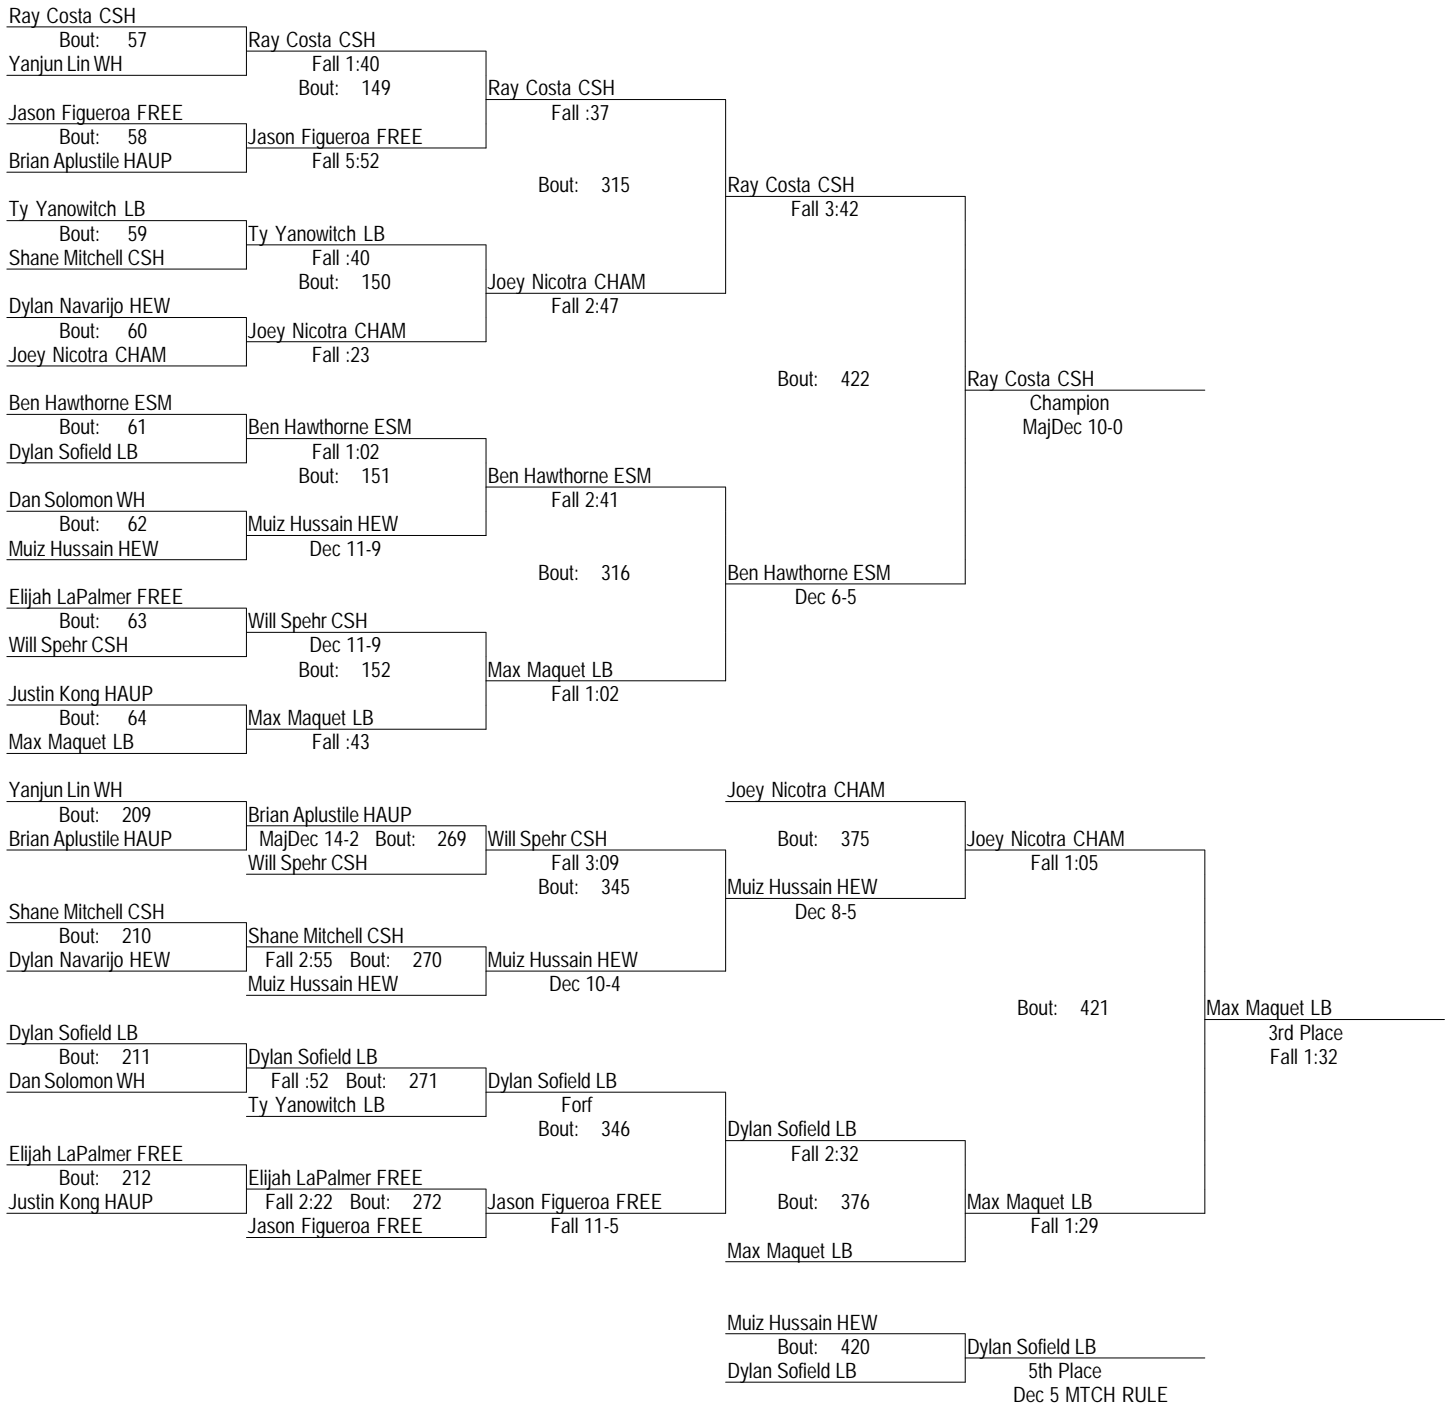 Ray Costa CSH
Bout: 57
Yanjun Lin WH
Ray Costa CSH
Fall 1:40
Bout: 149
Jason Figueroa FREE
Bout: 58
Brian Aplustile HAUP
Jason Figueroa FREE
Fall 5:52
Ray Costa CSH
Fall :37
Bout: 315
Ty Yanowitch LB
Bout: 59
Shane Mitchell CSH
Ty Yanowitch LB
Fall :40
Bout: 150
Dylan Navarijo HEW
Bout: 60
Joey Nicotra CHAM
Joey Nicotra CHAM
Fall :23
Joey Nicotra CHAM
Fall 2:47
Ray Costa CSH
Fall 3:42
Bout: 422
Ray Costa CSH
Champion
MajDec 10-0
Ben Hawthorne ESM
Bout: 61
Dylan Sofield LB
Ben Hawthorne ESM
Fall 1:02
Bout: 151
Dan Solomon WH
Bout: 62
Muiz Hussain HEW
Muiz Hussain HEW
Dec 11-9
Ben Hawthorne ESM
Fall 2:41
Bout: 316
Elijah LaPalmer FREE
Bout: 63
Will Spehr CSH
Will Spehr CSH
Dec 11-9
Bout: 152
Justin Kong HAUP
Bout: 64
Max Maquet LB
Max Maquet LB
Fall :43
Max Maquet LB
Fall 1:02
Ben Hawthorne ESM
Dec 6-5
Yanjun Lin WH
Bout: 209
Brian Aplustile HAUP
Brian Aplustile HAUP
MajDec 14-2 Bout: 269
Will Spehr CSH
Will Spehr CSH
Fall 3:09
Bout: 345
Shane Mitchell CSH
Bout: 210
Dylan Navarijo HEW
Shane Mitchell CSH
Fall 2:55 Bout: 270
Muiz Hussain HEW
Muiz Hussain HEW
Dec 10-4
Joey Nicotra CHAM
Bout: 375
Muiz Hussain HEW
Dec 8-5
Joey Nicotra CHAM
Fall 1:05
Bout: 421
Max Maquet LB
3rd Place
Fall 1:32
Dylan Sofield LB
Bout: 211
Dan Solomon WH
Dylan Sofield LB
Fall :52 Bout: 271
Ty Yanowitch LB
Dylan Sofield LB
Forf
Bout: 346
Elijah LaPalmer FREE
Bout: 212
Justin Kong HAUP
Elijah LaPalmer FREE
Fall 2:22 Bout: 272
Jason Figueroa FREE
Jason Figueroa FREE
Fall 11-5
Dylan Sofield LB
Fall 2:32
Bout: 376
Max Maquet LB
Max Maquet LB
Fall 1:29
Muiz Hussain HEW
Bout: 420
Dylan Sofield LB
Dylan Sofield LB
5th Place
Dec 5 MTCH RULE